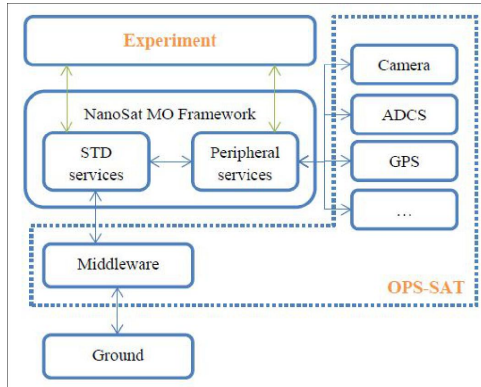 Experiment
NanoSat MO Framework
STD
services
Peripheral
services
Camera
ADCS
GPS
...
Middleware
OPS-SAT
Ground